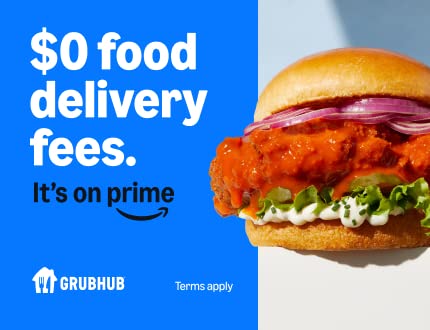 $0 food
delivery
fees.
It's on prime
GRUBHUB
Terms apply